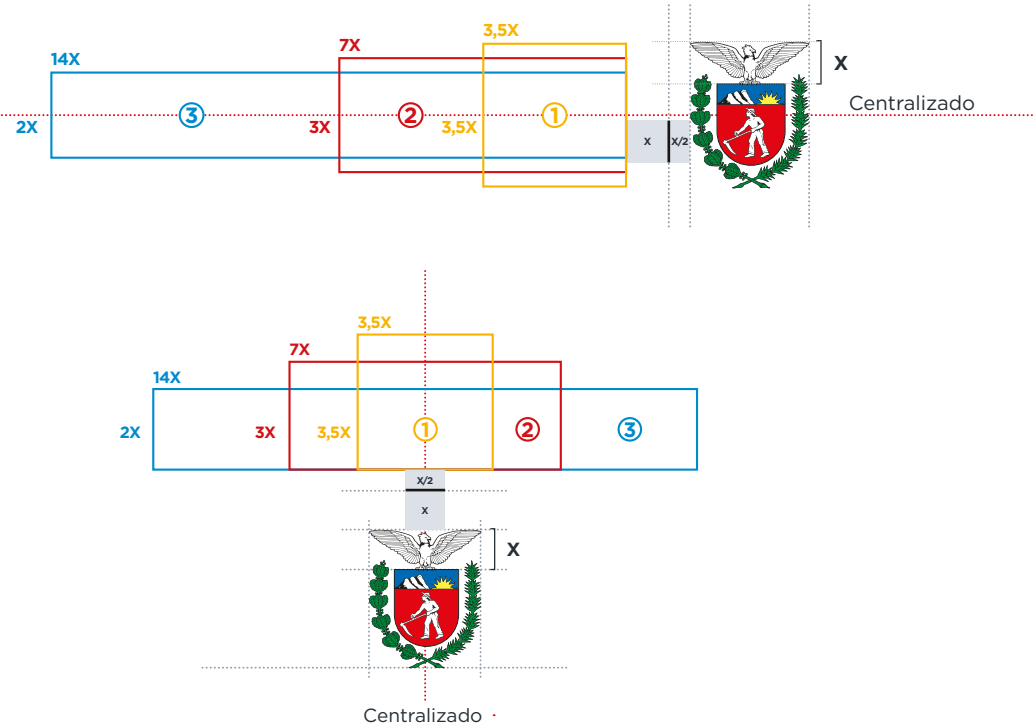 3,5X
7X
14X
X
Centralizado
2X
③
3X
②
3,5X
①
X
X/2
3,5X
7X
14X
2X
3X
3,5X
①
②
③
X/2
X
X
Centralizado